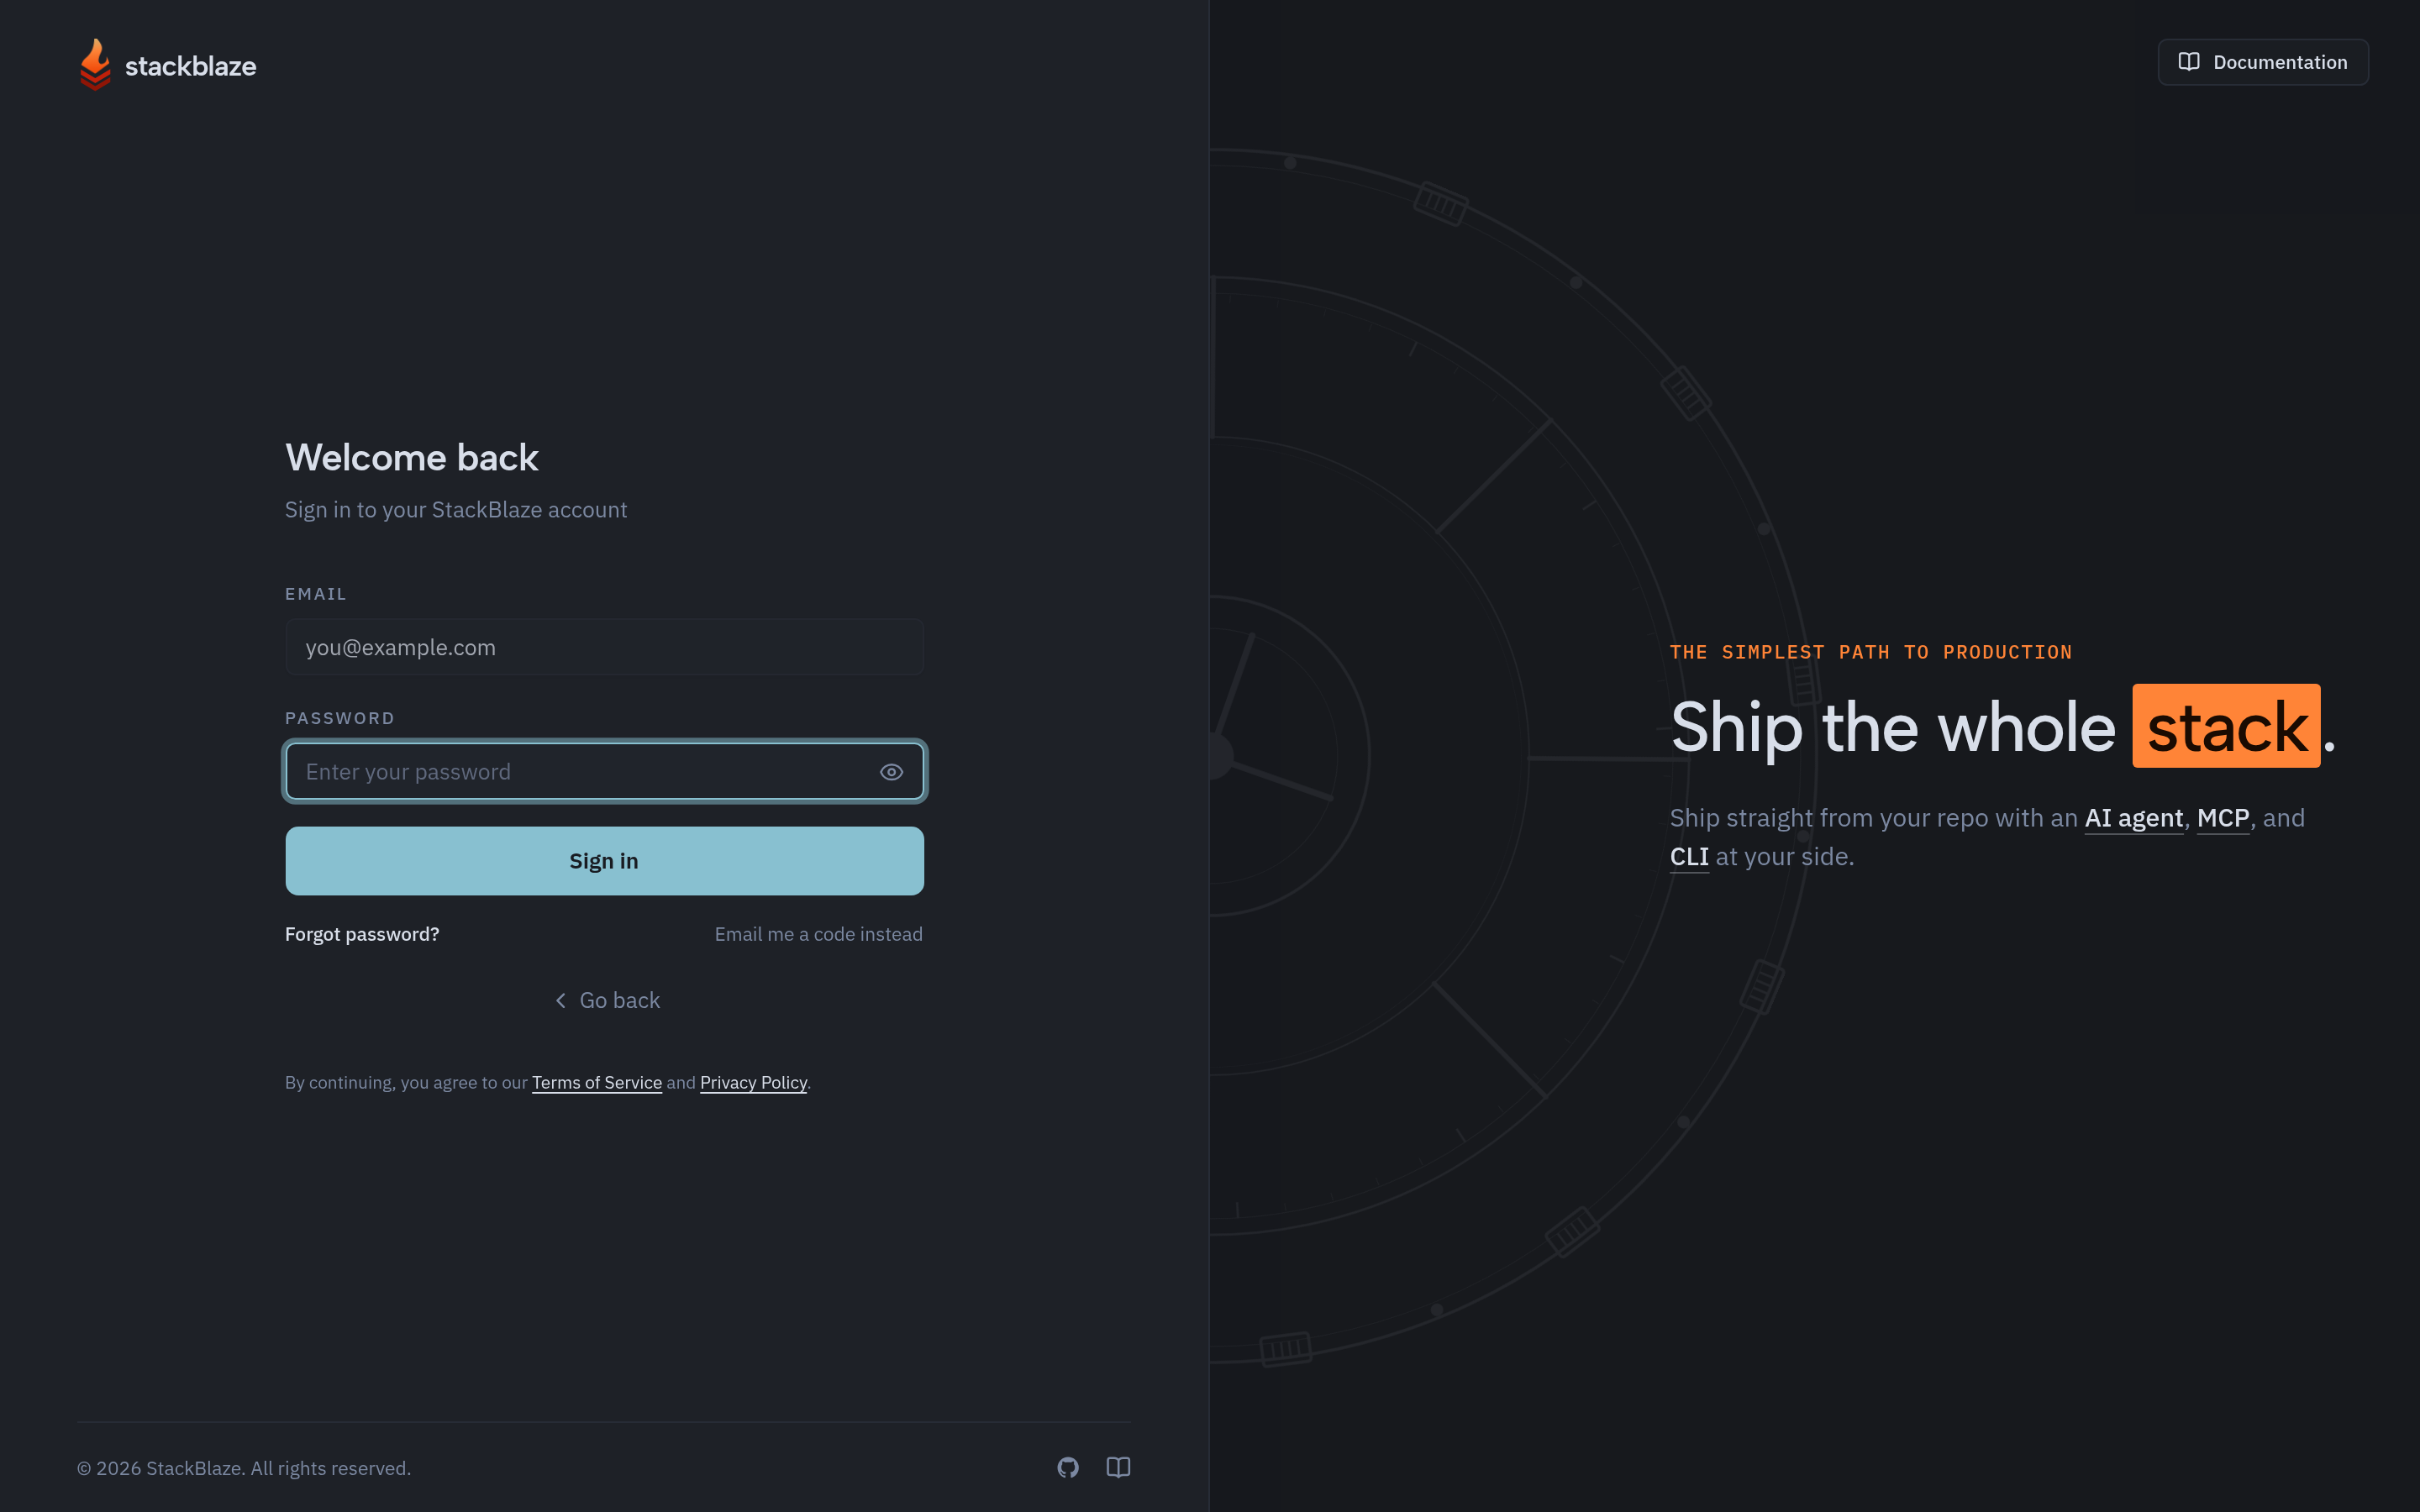 stackblaze
Documentation
Welcome back
Sign in to your StackBlaze account
EMAIL
you@example.com
PASSWORD
Enter your password
Sign in
Forgot password?
Email me a code instead
Go back
By continuing, you agree to our Terms of Service and Privacy Policy.
THE SIMPLEST PATH TO PRODUCTION
Ship the whole stack.
Ship straight from your repo with an AI agent, MCP, and
CLI at your side.
© 2026 StackBlaze. All rights reserved.